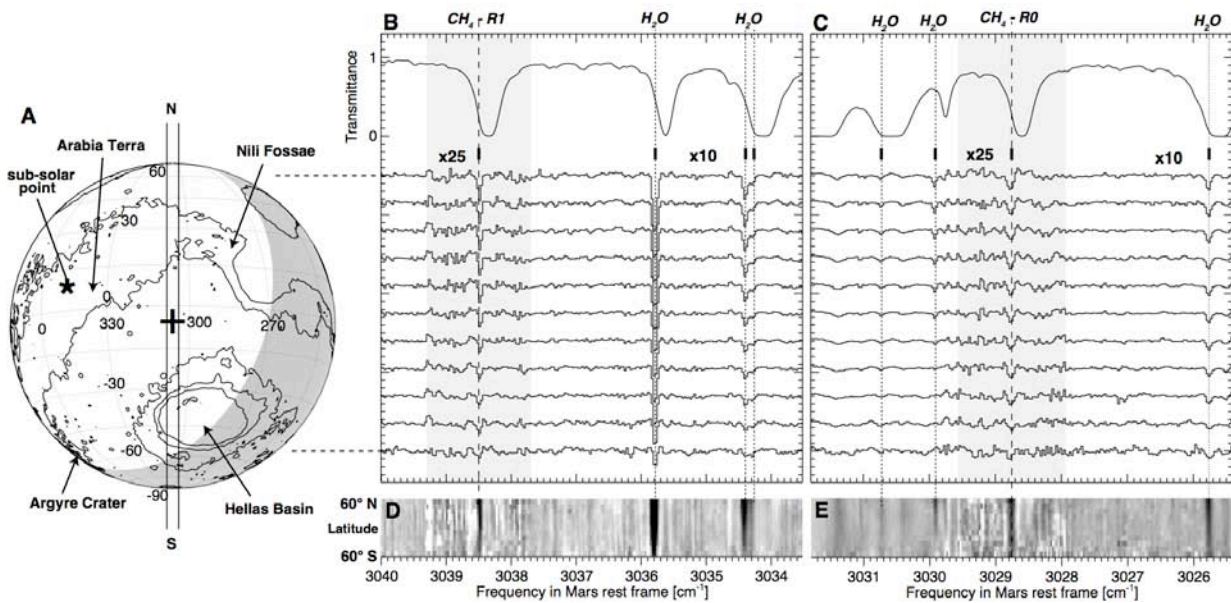 A
N
Arabia Terra
Nili Fossae
sub-solar
point
60
30
0
0
330
300
270
-30
-60
-90
Argyre Crater
Hellas Basin
S
B
CH4 - R1
H2O
H2O
Transmittance
1
0
x25
x10
C
H2O
H2O
CH4 - R0
H2O
x25
x10
60° N
Latitude
60° S
D
3040
3039
3038
3037
3036
3035
3034
Frequency in Mars rest frame [cm-1]
E
3031
3030
3029
3028
3027
3026
Frequency in Mars rest frame [cm-1]